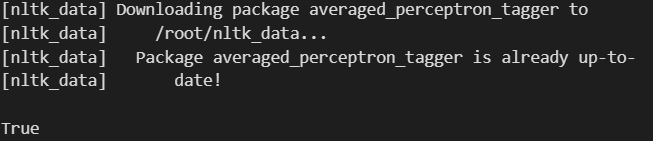 [nltk_data] Downloading package averaged_perceptron_tagger to
[nltk_data]     /root/nltk_data...
[nltk_data]   Package averaged_perceptron_tagger is already up-to-
[nltk_data]       date!
True